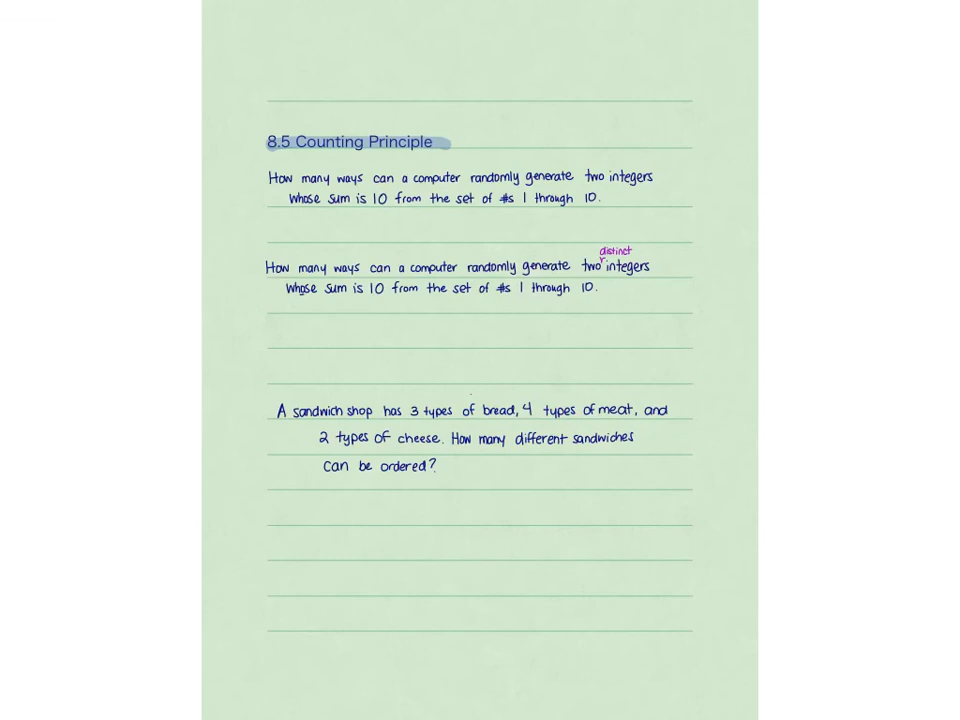 8.5 Counting Principle
How many ways can a computer randomly generate two integers
whose sum is 10 from the set of #s 1 through 10.
distinct
How many ways can a computer randomly generate two integers
whose sum is 10 from the set of #s 1 through 10.
A sandwich shop has 3 types of bread, 4 types of meat, and
2 types of cheese. How many different sandwiches
can be ordered?